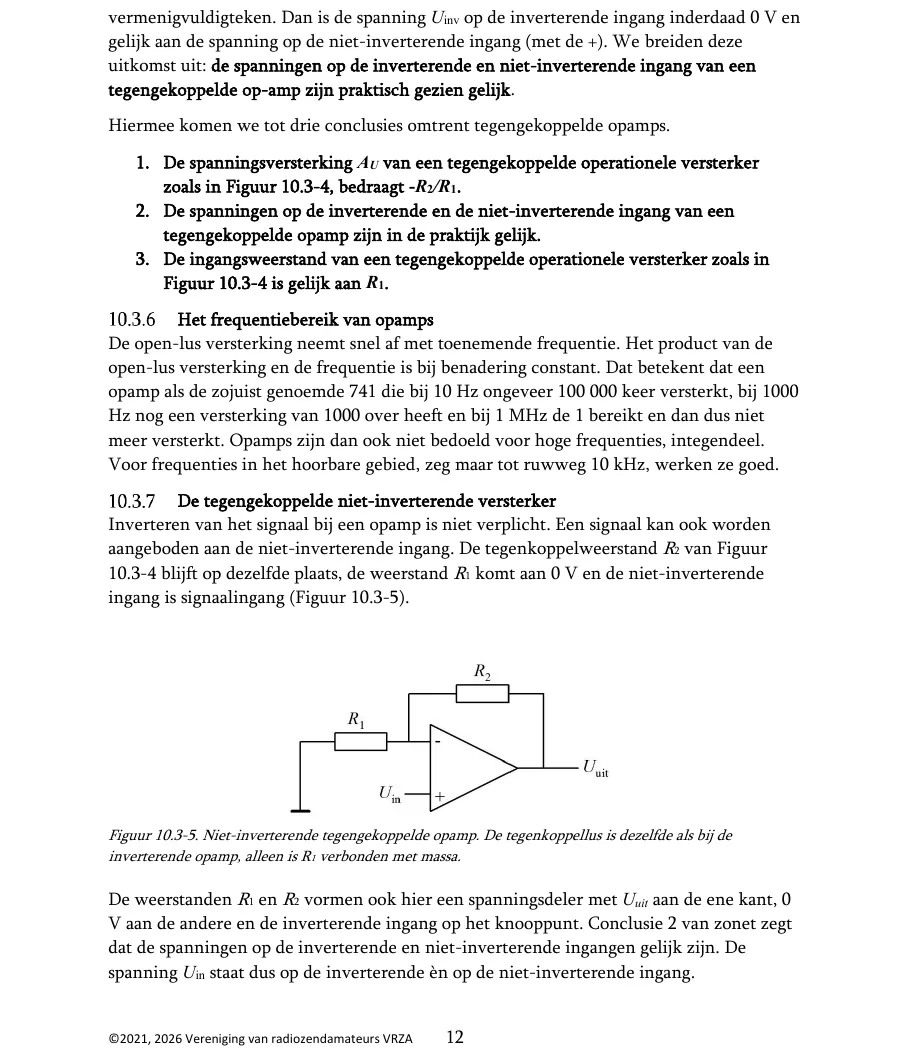 vermenigvuldigteken. Dan is de spanning Uinv op de inverterende ingang inderdaad 0 V en
gelijk aan de spanning op de niet-inverterende ingang (met de +). We breiden deze
uitkomst uit: de spanningen op de inverterende en niet-inverterende ingang van een
tegengekoppelde op-amp zijn praktisch gezien gelijk.
Hiermee komen we tot drie conclusies omtrent tegengekoppelde opamps.
1. De spanningsversterking AU van een tegengekoppelde operationele versterker
zoals in Figuur 10.3-4, bedraagt -R2/R1.
2. De spanningen op de inverterende en de niet-inverterende ingang van een
tegengekoppelde opamp zijn in de praktijk gelijk.
3. De ingangsweerstand van een tegengekoppelde operationele versterker zoals in
Figuur 10.3-4 is gelijk aan R1.
10.3.6 Het frequentiebereik van opamps
De open-lus versterking neemt snel af met toenemende frequentie. Het product van de
open-lus versterking en de frequentie is bij benadering constant. Dat betekent dat een
opamp als de zojuist genoemde 741 die bij 10 Hz ongeveer 100 000 keer versterkt, bij 1000
Hz nog een versterking van 1000 over heeft en bij 1 MHz de 1 bereikt en dan dus niet
meer versterkt. Opamps zijn dan ook niet bedoeld voor hoge frequenties, integendeel.
Voor frequenties in het hoorbare gebied, zeg maar tot ruwweg 10 kHz, werken ze goed.
10.3.7 De tegengekoppelde niet-inverterende versterker
Inverteren van het signaal bij een opamp is niet verplicht. Een signaal kan ook worden
aangeboden aan de niet-inverterende ingang. De tegenkoppelweerstand R2 van Figuur
10.3-4 blijft op dezelfde plaats, de weerstand R1 komt aan 0 V en de niet-inverterende
ingang is signaalingang (Figuur 10.3-5).
R2
R1
-
Uuit
Uin
+
Figuur 10.3-5. Niet-inverterende tegengekoppelde opamp. De tegenkoppellus is dezelfde als bij de
inverterende opamp, alleen is R1 verbonden met massa.
De weerstanden R1 en R2 vormen ook hier een spanningsdeler met Uuit aan de ene kant, 0
V aan de andere en de inverterende ingang op het knooppunt. Conclusie 2 van zonet zegt
dat de spanningen op de inverterende en niet-inverterende ingangen gelijk zijn. De
spanning Uin staat dus op de inverterende èn op de niet-inverterende ingang.
©2021, 2026 Vereniging van radiozendamateurs VRZA 12